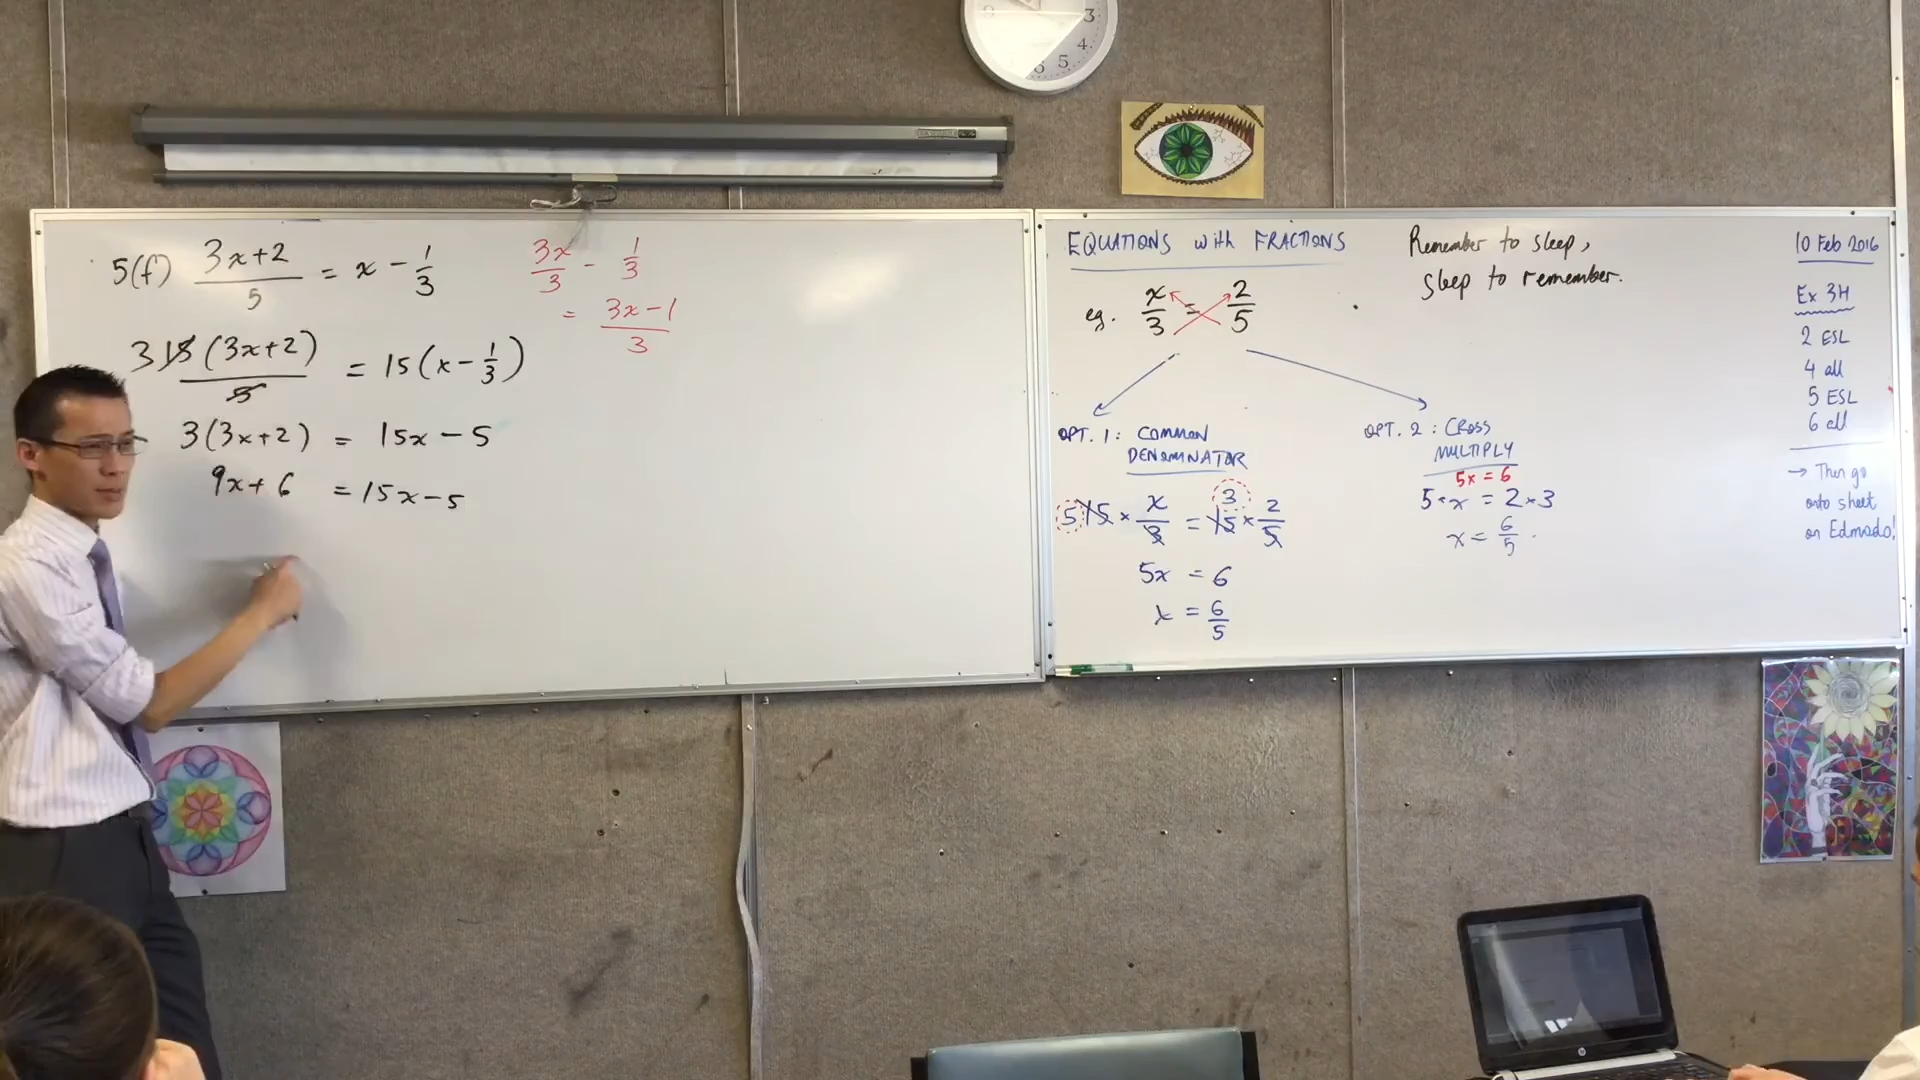 5(f) (3x+2)/5 = x - 1/3
3 15(3x+2)/5 = 15(x - 1/3)
3(3x+2) = 15x - 5
9x + 6 = 15x - 5
3x/3 - 1/3
= (3x-1)/3
EQUATIONS with FRACTIONS
eg. x/3 = 2/5
OPT. 1: COMMON
DENOMINATOR
5 15 × x/3 = 3 15 × 2/5
5x = 6
x = 6/5
OPT. 2: CROSS
MULTIPLY
5x = 6
5 × x = 2 × 3
x = 6/5
Remember to sleep,
sleep to remember.
10 Feb 2016
Ex 3H
2 ESL
4 all
5 ESL
6 all
→ Then go
onto sheet
on Edmodo!
3
4
5
6